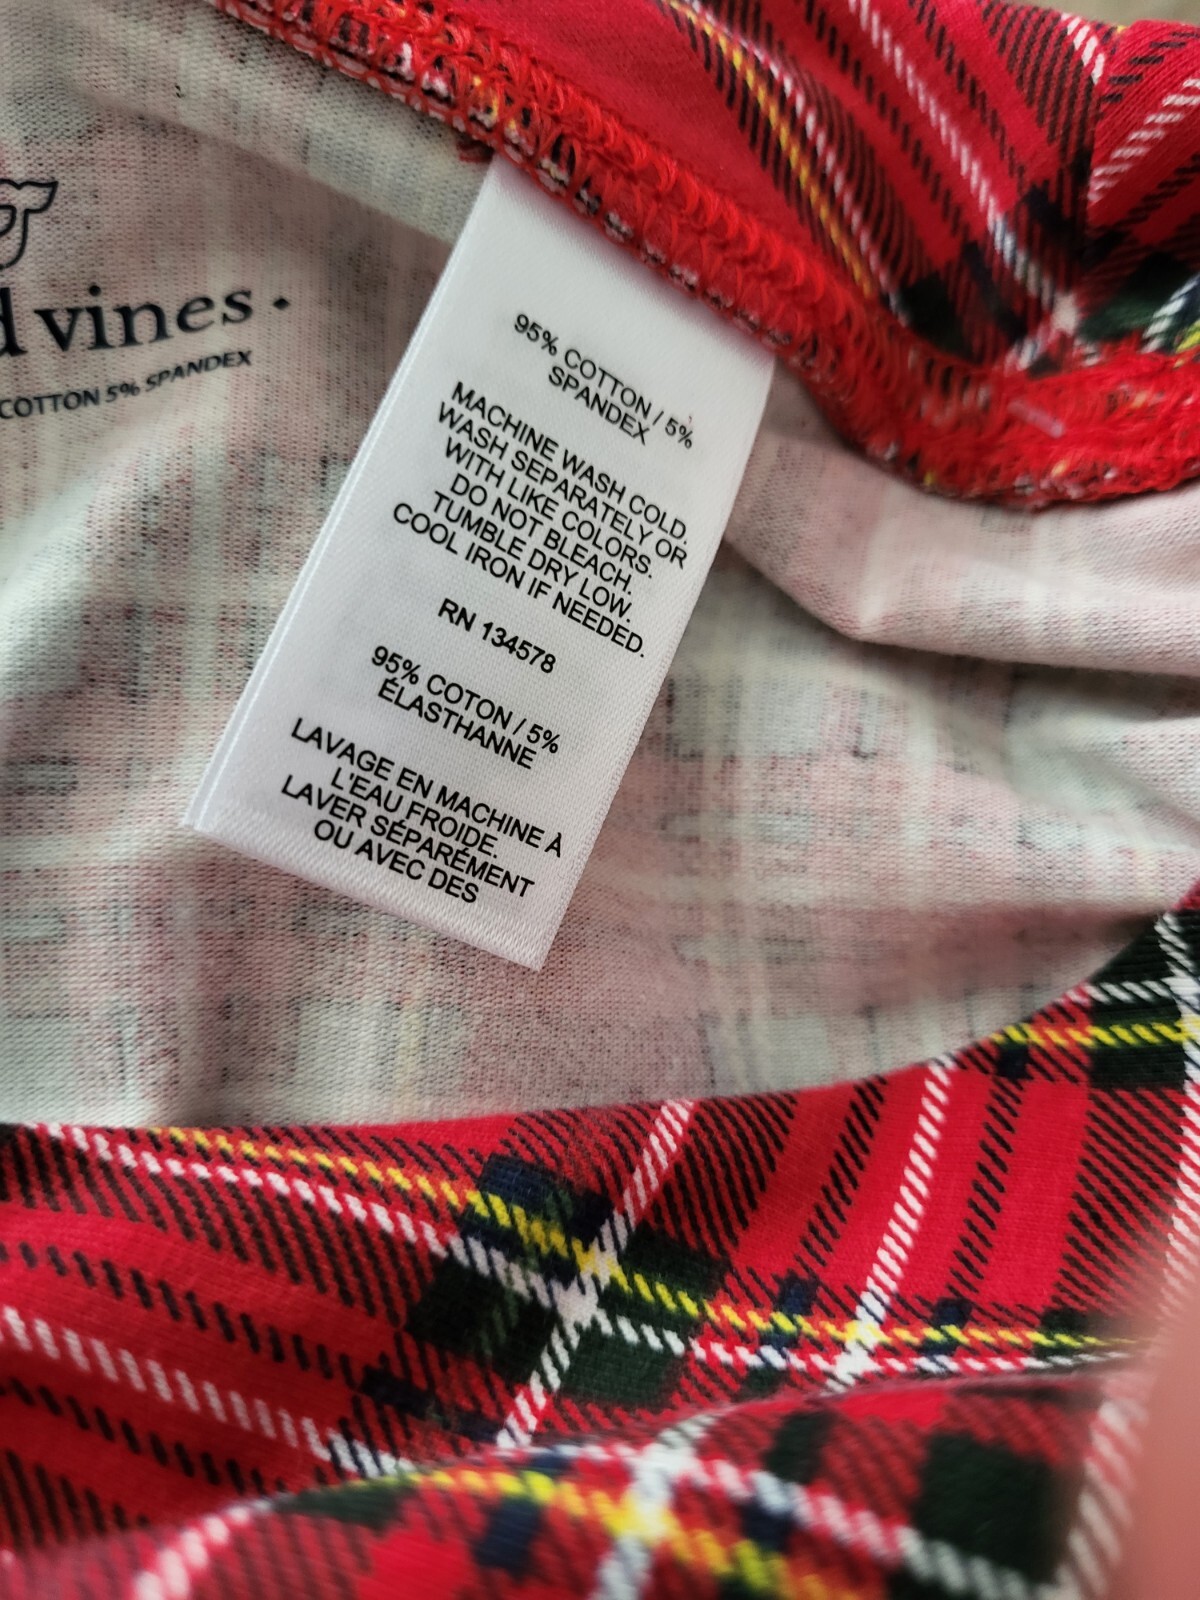 vines.
COTTON 5% SPANDEX
95% COTTON / 5%
SPANDEX
MACHINE WASH COLD.
WASH SEPARATELY OR
WITH LIKE COLORS.
DO NOT BLEACH.
TUMBLE DRY LOW.
COOL IRON IF NEEDED.
RN 134578
95% COTON / 5%
ÉLASTHANNE
LAVAGE EN MACHINE À
L'EAU FROIDE.
LAVER SÉPARÉMENT
OU AVEC DES